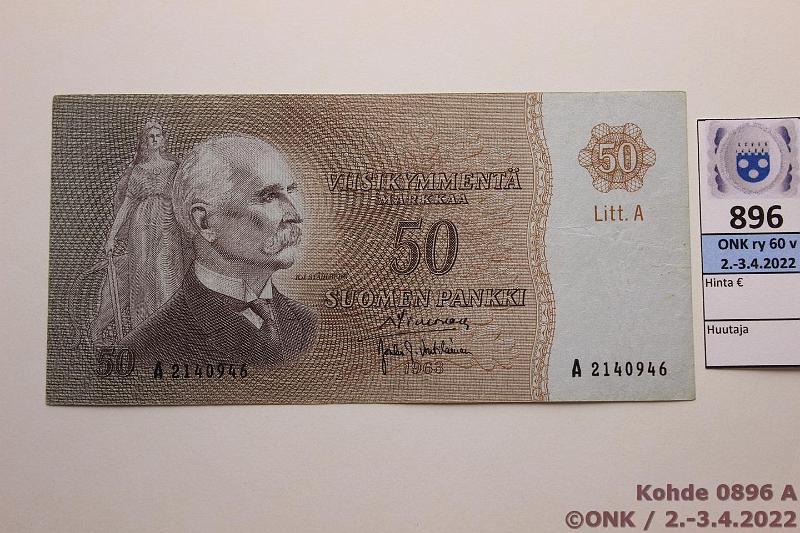 VIISIKYMMENTÄ
MARKKAA
50
K.J. STÅHLBERG
SUOMEN PANKKI
1963
50
A 2140946
50
Litt. A
A 2140946
896
ONK ry 60 v
2.-3.4.2022
Hinta €
Huutaja
Kohde 0896 A
©ONK / 2.-3.4.2022